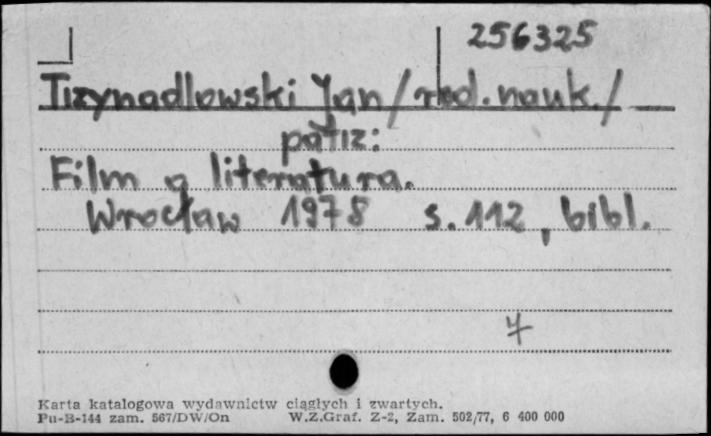 256325
Trzynadlowski Jan /red. nauk./
patrz:
Film a literatura.
Wrocław 1978 s. 112, bibl.
7
Karta katalogowa wydawnictw ciągłych i zwartych.
Pu-B-144 zam. 567/DW/On W.Z.Graf. Z-2, Zam. 502/77, 6 400 000